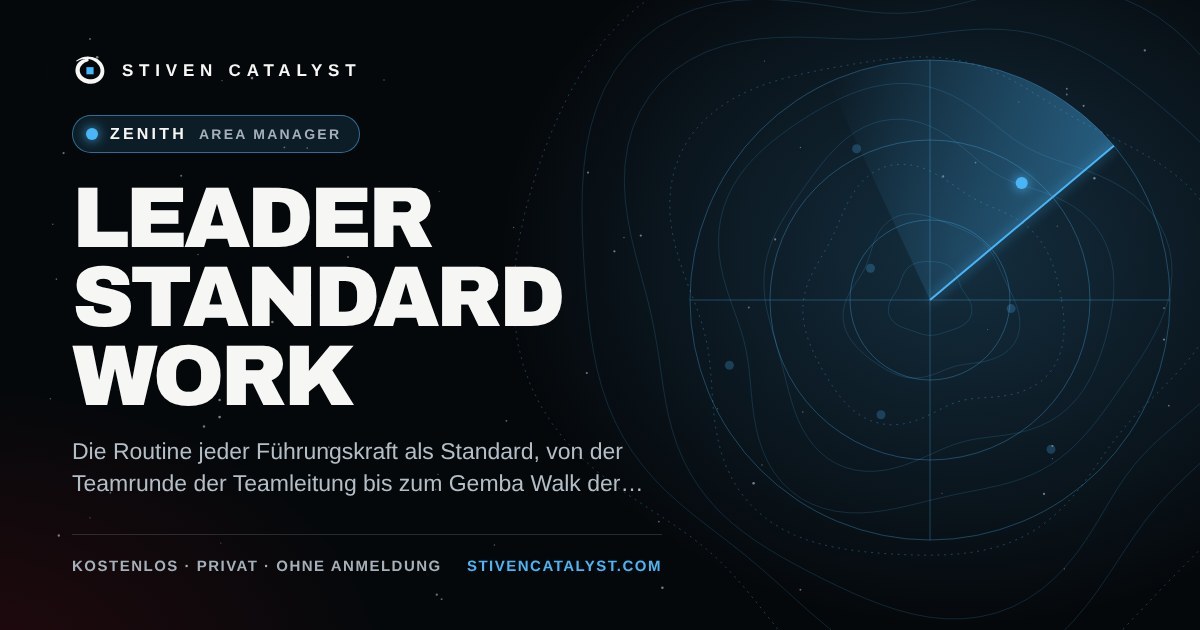 STIVEN CATALYST
ZENITH AREA MANAGER
LEADER
STANDARD
WORK
Die Routine jeder Führungskraft als Standard, von der
Teamrunde der Teamleitung bis zum Gemba Walk der…
KOSTENLOS · PRIVAT · OHNE ANMELDUNG STIVENCATALYST.COM